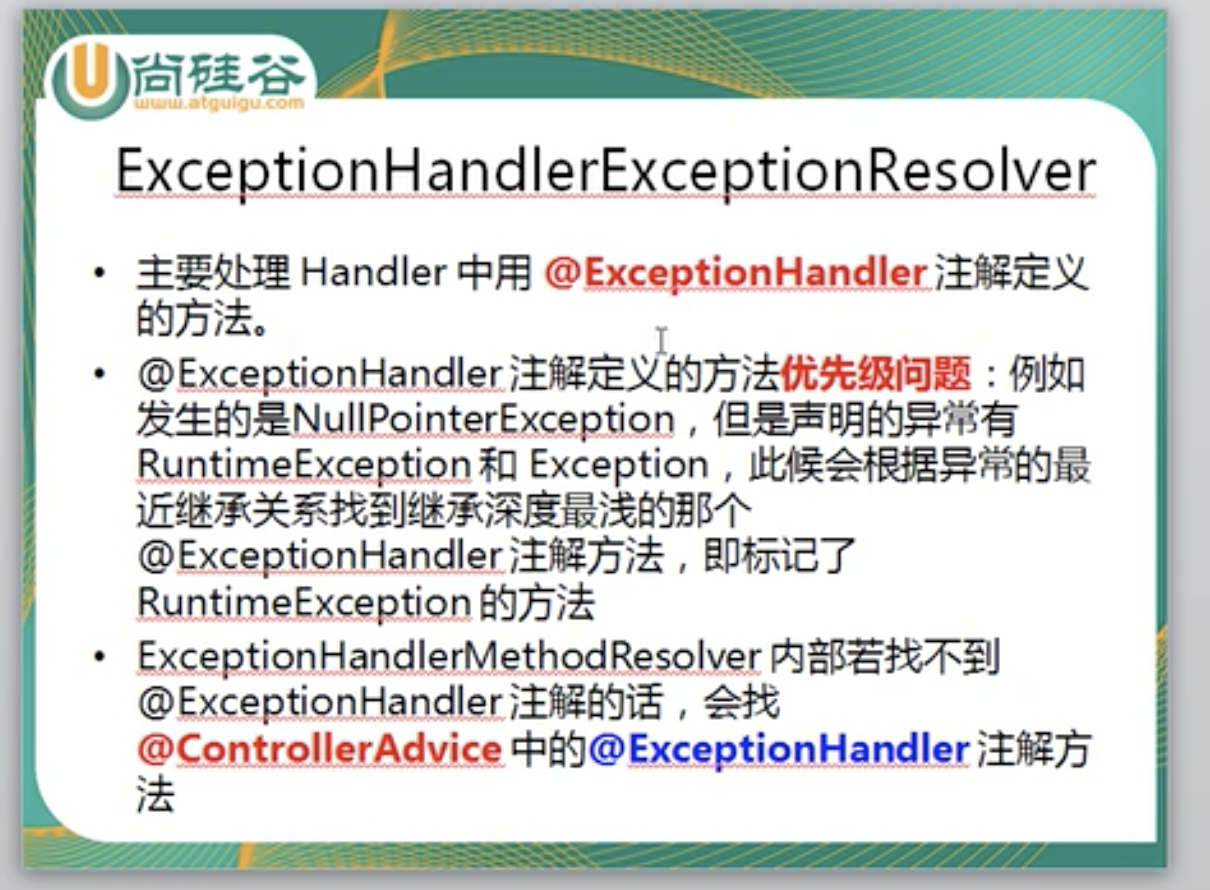 尚硅谷
www.atguigu.com
ExceptionHandlerExceptionResolver
• 主要处理 Handler 中用 @ExceptionHandler 注解定义
的方法。
• @ExceptionHandler 注解定义的方法优先级问题：例如
发生的是NullPointerException，但是声明的异常有
RuntimeException 和 Exception，此候会根据异常的最
近继承关系找到继承深度最浅的那个
@ExceptionHandler 注解方法，即标记了
RuntimeException 的方法
• ExceptionHandlerMethodResolver 内部若找不到
@ExceptionHandler 注解的话，会找
@ControllerAdvice 中的@ExceptionHandler 注解方
法